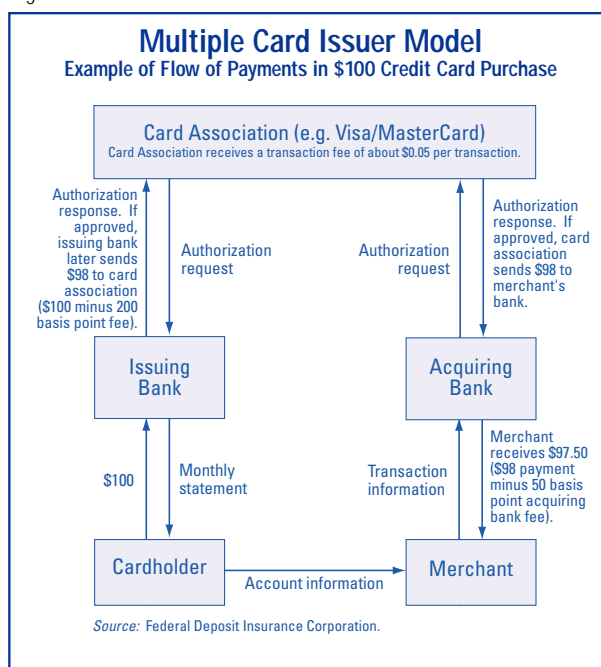 Multiple Card Issuer Model
Example of Flow of Payments in $100 Credit Card Purchase
Card Association (e.g. Visa/MasterCard)
Card Association receives a transaction fee of about $0.05 per transaction.
Authorization
response. If
approved,
issuing bank
later sends
$98 to card
association
($100 minus 200
basis point fee).
Authorization
request
Authorization
request
Authorization
response. If
approved, card
association
sends $98 to
merchant's
bank.
Issuing
Bank
Acquiring
Bank
$100
Monthly
statement
Transaction
information
Merchant
receives $97.50
($98 payment
minus 50 basis
point acquiring
bank fee).
Cardholder
Account information
Merchant
Source: Federal Deposit Insurance Corporation.